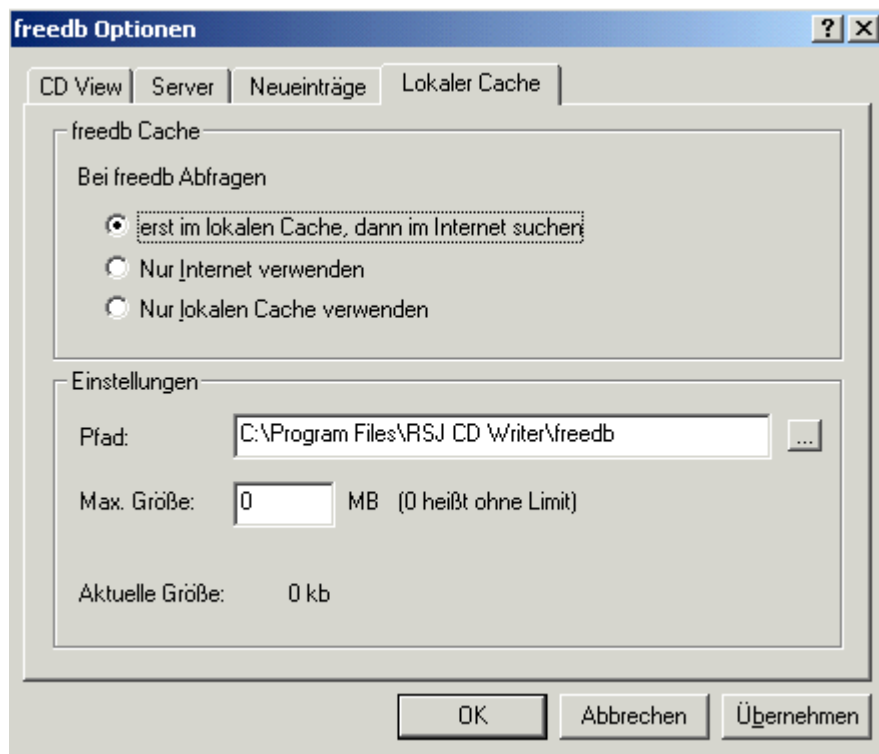 freedb Optionen
CD View Server Neueinträge Lokaler Cache
freedb Cache
Bei freedb Abfragen
erst im lokalen Cache, dann im Internet suchen
Nur Internet verwenden
Nur lokalen Cache verwenden
Einstellungen
Pfad: C:\Program Files\RSJ CD Writer\freedb ...
Max. Größe: 0 MB (0 heißt ohne Limit)
Aktuelle Größe: 0 kb
OK Abbrechen Übernehmen